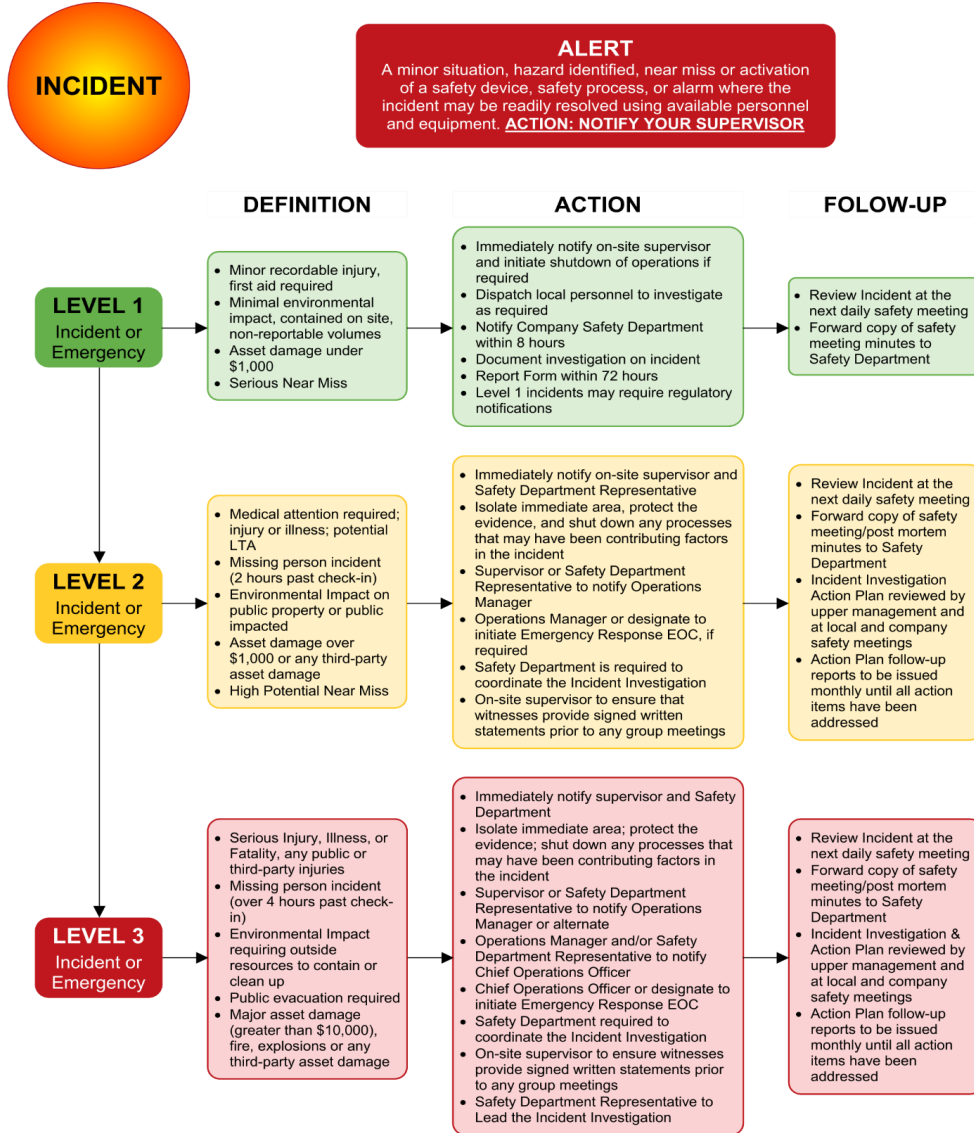 INCIDENT
ALERT
A minor situation, hazard identified, near miss or activation
of a safety device, safety process, or alarm where the
incident may be readily resolved using available personnel
and equipment. ACTION: NOTIFY YOUR SUPERVISOR
DEFINITION
ACTION
FOLOW-UP
LEVEL 1
Incident or
Emergency
• Minor recordable injury,
first aid required
• Minimal environmental
impact, contained on site,
non-reportable volumes
• Asset damage under
$1,000
• Serious Near Miss
• Immediately notify on-site supervisor
and initiate shutdown of operations if
required
• Dispatch local personnel to investigate
as required
• Notify Company Safety Department
within 8 hours
• Document investigation on incident
• Report Form within 72 hours
• Level 1 incidents may require regulatory
notifications
• Review Incident at the
next daily safety meeting
• Forward copy of safety
meeting minutes to
Safety Department
LEVEL 2
Incident or
Emergency
• Medical attention required;
injury or illness; potential
LTA
• Missing person incident
(2 hours past check-in)
• Environmental Impact on
public property or public
impacted
• Asset damage over
$1,000 or any third-party
asset damage
• High Potential Near Miss
• Immediately notify on-site supervisor and
Safety Department Representative
• Isolate immediate area, protect the
evidence, and shut down any processes
that may have been contributing factors
in the incident
• Supervisor or Safety Department
Representative to notify Operations
Manager
• Operations Manager or designate to
initiate Emergency Response EOC, if
required
• Safety Department is required to
coordinate the Incident Investigation
• On-site supervisor to ensure that
witnesses provide signed written
statements prior to any group meetings
• Review Incident at the
next daily safety meeting
• Forward copy of safety
meeting/post mortem
minutes to Safety
Department
• Incident Investigation
Action Plan reviewed by
upper management and
at local and company
safety meetings
• Action Plan follow-up
reports to be issued
monthly until all action
items have been
addressed
LEVEL 3
Incident or
Emergency
• Serious Injury, Illness, or
Fatality, any public or
third-party injuries
• Missing person incident
(over 4 hours past check-
in)
• Environmental Impact
requiring outside
resources to contain or
clean up
• Public evacuation required
• Major asset damage
(greater than $10,000),
fire, explosions or any
third-party asset damage
• Immediately notify supervisor and Safety
Department
• Isolate immediate area; protect the
evidence; shut down any processes that
may have been contributing factors in
the incident
• Supervisor or Safety Department
Representative to notify Operations
Manager or alternate
• Operations Manager and/or Safety
Department Representative to notify
Chief Operations Officer
• Chief Operations Officer or designate to
initiate Emergency Response EOC
• Safety Department required to
coordinate the Incident Investigation
• On-site supervisor to ensure witnesses
provide signed written statements prior
to any group meetings
• Safety Department Representative to
Lead the Incident Investigation
• Review Incident at the
next daily safety meeting
• Forward copy of safety
meeting/post mortem
minutes to Safety
Department
• Incident Investigation &
Action Plan reviewed by
upper management and
at local and company
safety meetings
• Action Plan follow-up
reports to be issued
monthly until all action
items have been
addressed